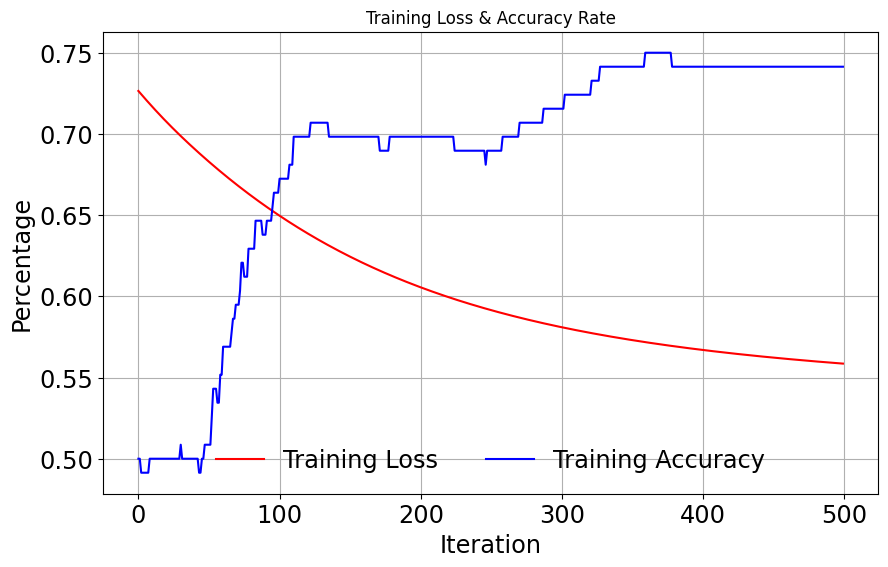 Training Loss & Accuracy Rate
0.75
0.70
0.65
0.60
0.55
0.50
Percentage
Training Loss Training Accuracy
0 100 200 300 400 500
Iteration